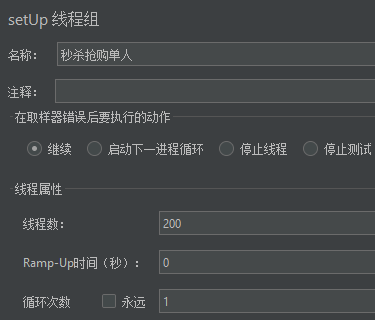 setUp 线程组
名称： 秒杀抢购单人
注释：
在取样器错误后要执行的动作
继续 启动下一进程循环 停止线程 停止测试
线程属性
线程数： 200
Ramp-Up时间（秒）： 0
循环次数 永远 1